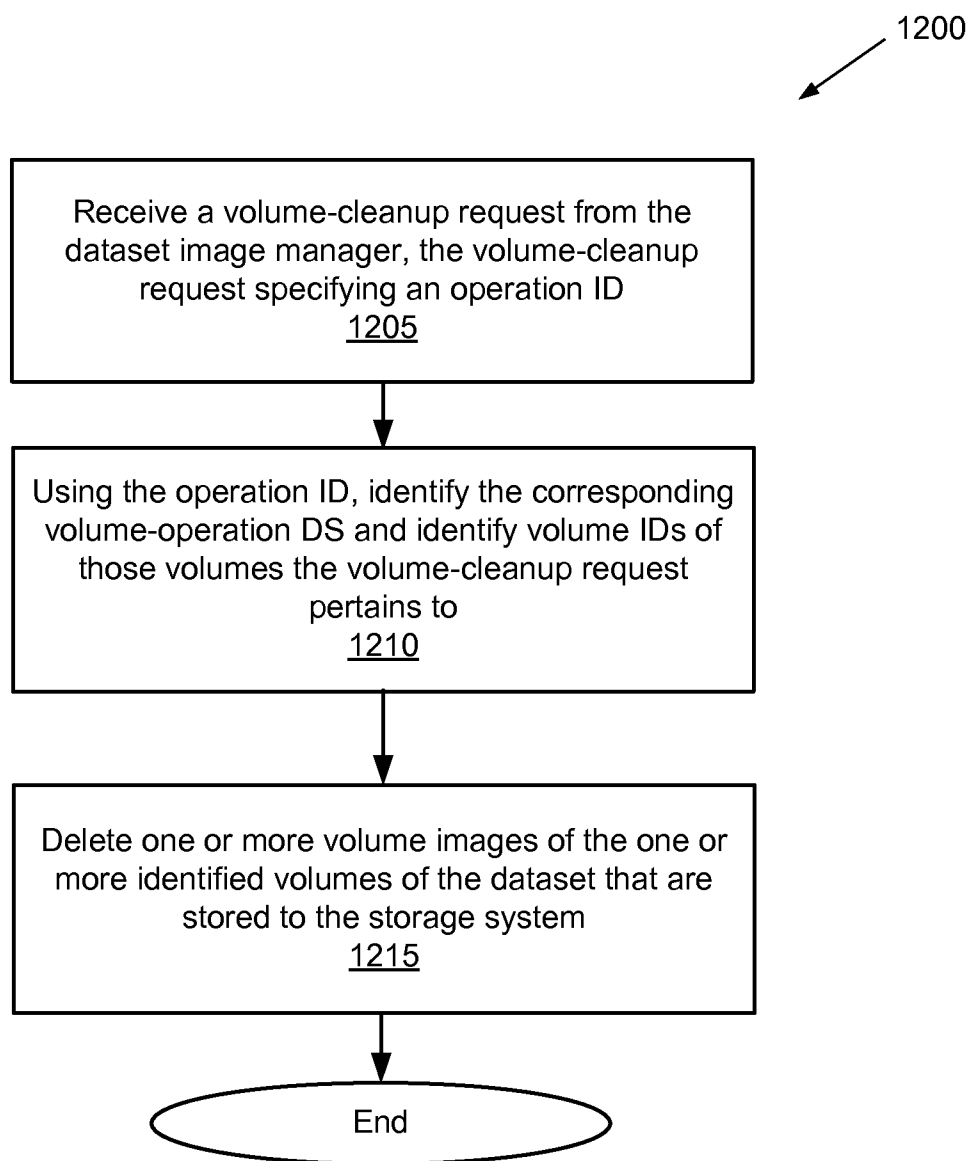 1200
Receive a volume-cleanup request from the
dataset image manager, the volume-cleanup
request specifying an operation ID
1205
Using the operation ID, identify the corresponding
volume-operation DS and identify volume IDs of
those volumes the volume-cleanup request
pertains to
1210
Delete one or more volume images of the one or
more identified volumes of the dataset that are
stored to the storage system
1215
End